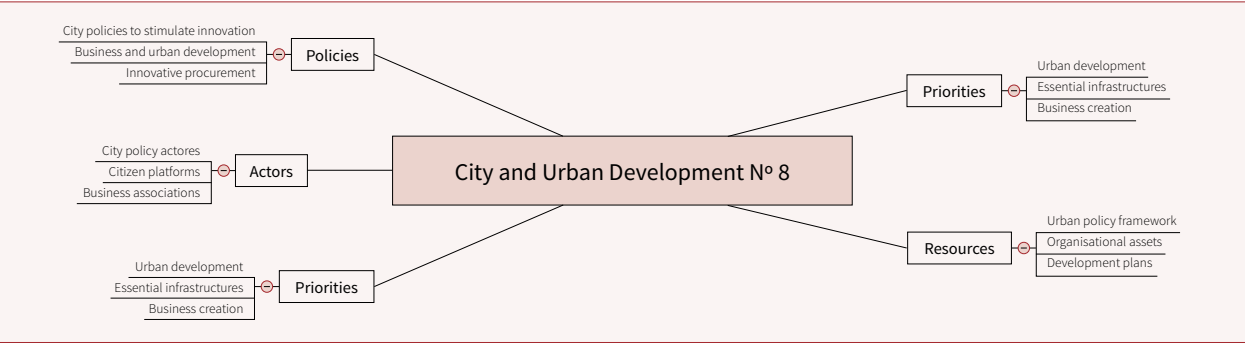 City policies to stimulate innovation
Business and urban development
Innovative procurement
Policies
City policy actores
Citizen platforms
Business associations
Actors
Urban development
Essential infrastructures
Business creation
Priorities
City and Urban Development Nº 8
Priorities
Urban development
Essential infrastructures
Business creation
Resources
Urban policy framework
Organisational assets
Development plans